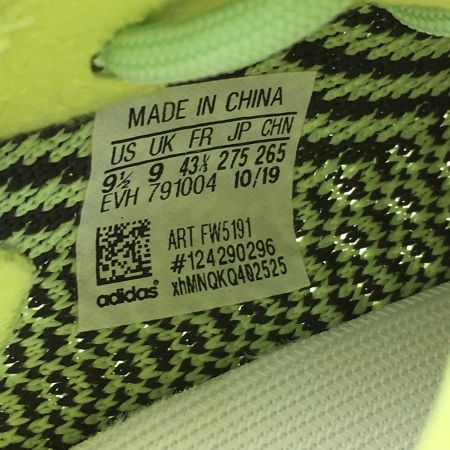 MADE IN CHINA
US UK FR JP CHN
9½ 9 43⅓ 275 265
EVH 791004 10/19
ART FW5191
#124290296
xhMNQKQ402525
adidas